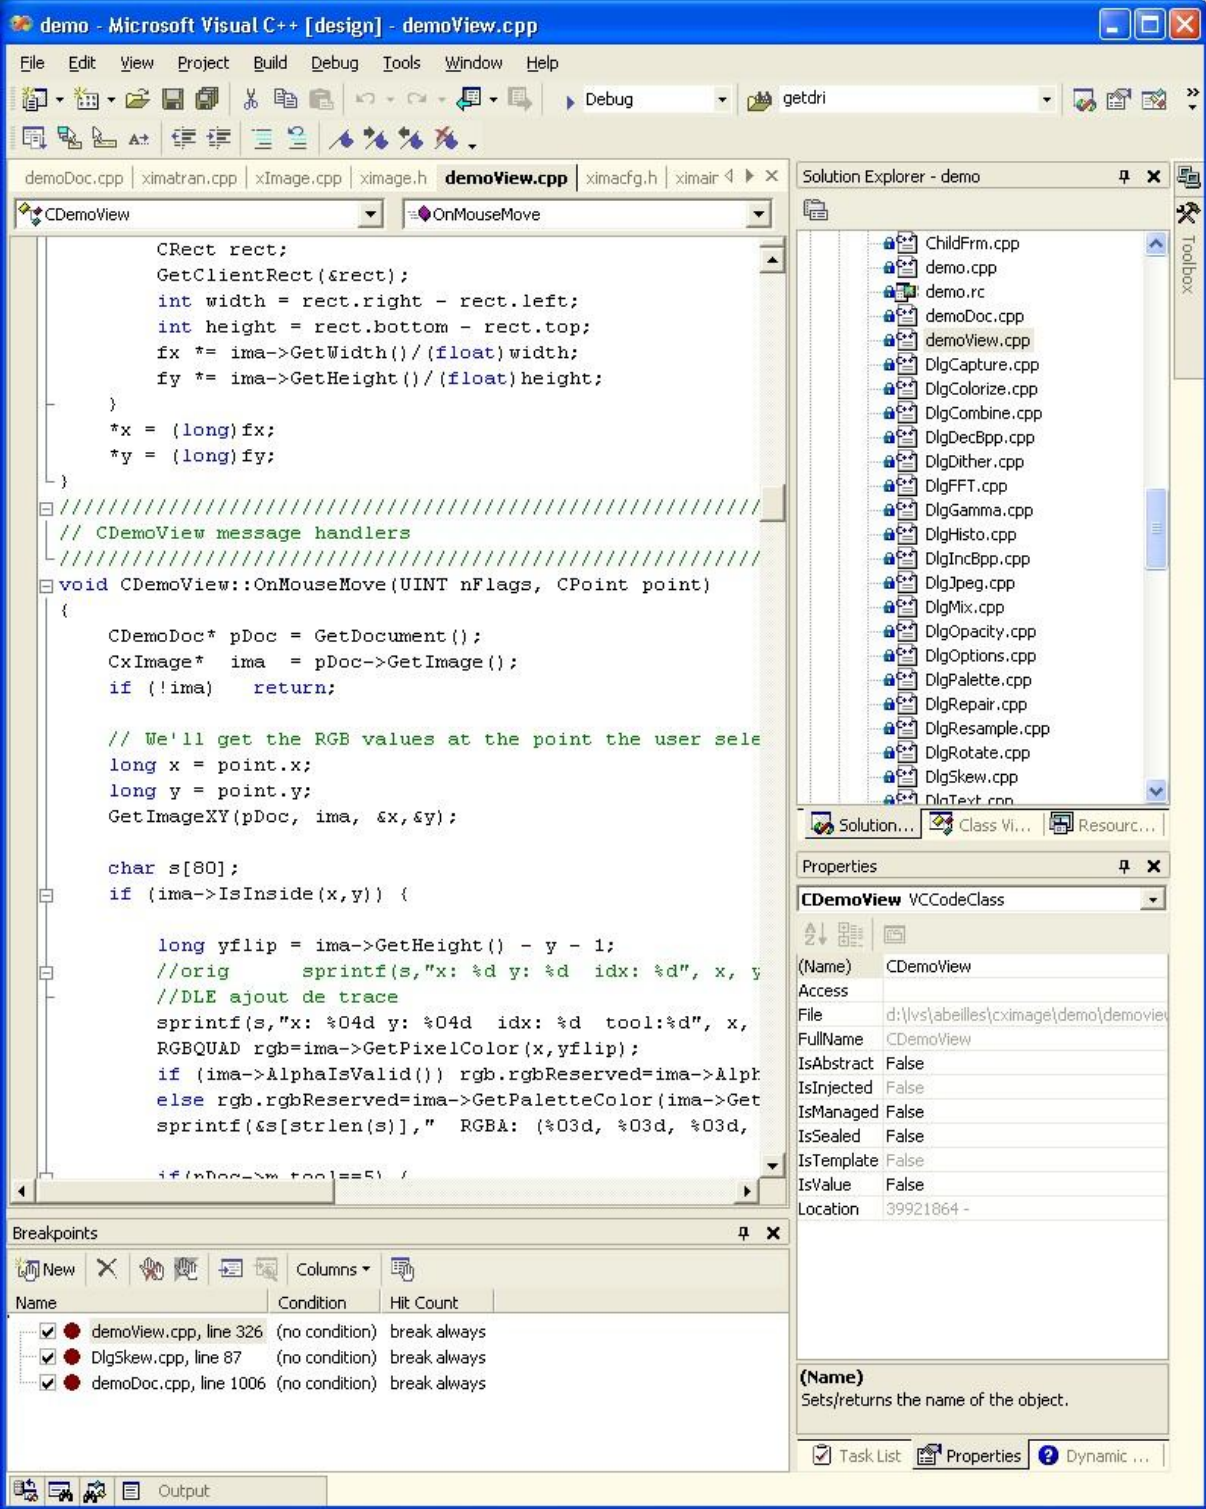 demo - Microsoft Visual C++ [design] - demoView.cpp
File Edit View Project Build Debug Tools Window Help
Debug getdri
demoDoc.cpp ximatran.cpp xImage.cpp ximage.h demoView.cpp ximacfg.h ximair
CDemoView OnMouseMove
CRect rect;
GetClientRect(&rect);
int width = rect.right - rect.left;
int height = rect.bottom - rect.top;
fx *= ima->GetWidth()/(float)width;
fy *= ima->GetHeight()/(float)height;
}
*x = (long)fx;
*y = (long)fy;
}
////////////////////////////////////////////////////////////
// CDemoView message handlers
////////////////////////////////////////////////////////////
void CDemoView::OnMouseMove(UINT nFlags, CPoint point)
{
CDemoDoc* pDoc = GetDocument();
CxImage*  ima  = pDoc->GetImage();
if (!ima)   return;
// We'll get the RGB values at the point the user sele
long x = point.x;
long y = point.y;
GetImageXY(pDoc, ima, &x,&y);
char s[80];
if (ima->IsInside(x,y)) {
long yflip = ima->GetHeight() - y - 1;
//orig      sprintf(s,"x: %d y: %d  idx: %d", x, y
//DLE ajout de trace
sprintf(s,"x: %04d y: %04d  idx: %d  tool:%d", x,
RGBQUAD rgb=ima->GetPixelColor(x,yflip);
if (ima->AlphaIsValid()) rgb.rgbReserved=ima->Alph
else rgb.rgbReserved=ima->GetPaletteColor(ima->Get
sprintf(&s[strlen(s)],"  RGBA: (%03d, %03d, %03d,
if(pDoc->m_tool==5) {
Solution Explorer - demo
ChildFrm.cpp
demo.cpp
demo.rc
demoDoc.cpp
demoView.cpp
DlgCapture.cpp
DlgColorize.cpp
DlgCombine.cpp
DlgDecBpp.cpp
DlgDither.cpp
DlgFFT.cpp
DlgGamma.cpp
DlgHisto.cpp
DlgIncBpp.cpp
DlgJpeg.cpp
DlgMix.cpp
DlgOpacity.cpp
DlgOptions.cpp
DlgPalette.cpp
DlgRepair.cpp
DlgResample.cpp
DlgRotate.cpp
DlgSkew.cpp
DlgText.cpp
Solution... Class Vi... Resourc...
Toolbox
Properties
CDemoView VCCodeClass
(Name) CDemoView
Access
File d:\lvs\abeilles\cximage\demo\demoview
FullName CDemoView
IsAbstract False
IsInjected False
IsManaged False
IsSealed False
IsTemplate False
IsValue False
Location 39921864 -
(Name)
Sets/returns the name of the object.
Task List Properties Dynamic ...
Breakpoints
New Columns
Name Condition Hit Count
demoView.cpp, line 326 (no condition) break always
DlgSkew.cpp, line 87 (no condition) break always
demoDoc.cpp, line 1006 (no condition) break always
Output